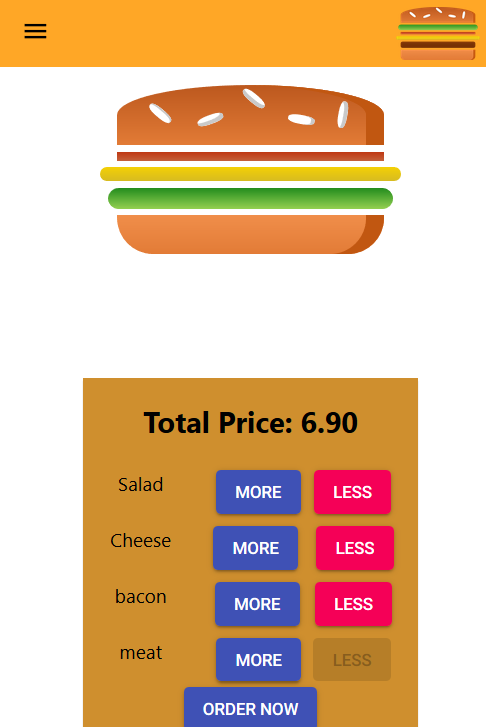 Total Price: 6.90
Salad MORE LESS
Cheese MORE LESS
bacon MORE LESS
meat MORE LESS
ORDER NOW